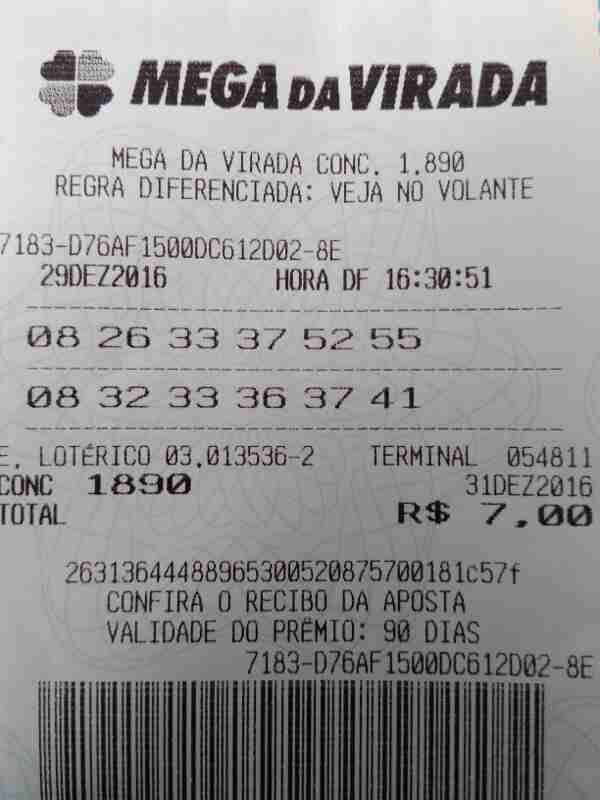 MEGA DA VIRADA
MEGA DA VIRADA CONC. 1.890
REGRA DIFERENCIADA: VEJA NO VOLANTE
7183-D76AF1500DC612D02-8E
29DEZ2016 HORA DF 16:30:51
08 26 33 37 52 55
08 32 33 36 37 41
E. LOTÉRICO 03.013536-2 TERMINAL 054811
CONC 1890 31DEZ2016
TOTAL R$ 7,00
26313644488965300520875700181c57f
CONFIRA O RECIBO DA APOSTA
VALIDADE DO PRÊMIO: 90 DIAS
7183-D76AF1500DC612D02-8E